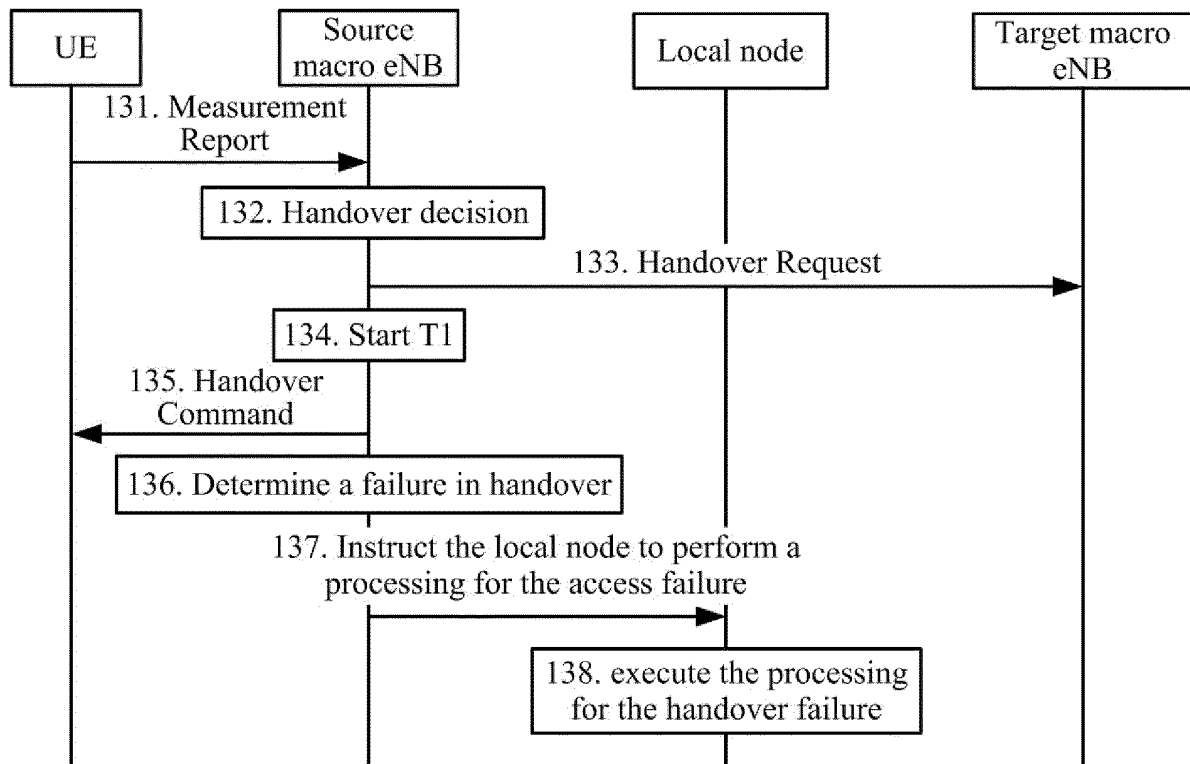 UE
Source
macro eNB
Local node
Target macro
eNB
131. Measurement
Report
132. Handover decision
133. Handover Request
134. Start T1
135. Handover
Command
136. Determine a failure in handover
137. Instruct the local node to perform a
processing for the access failure
138. execute the processing
for the handover failure